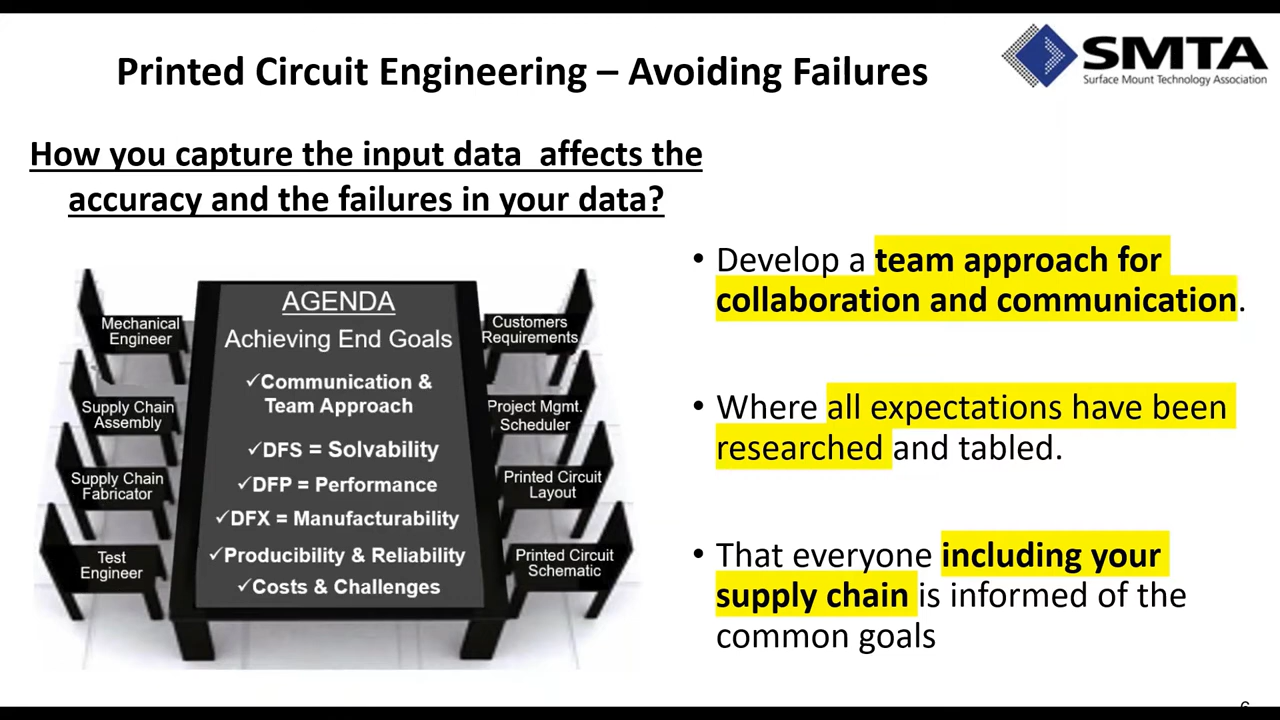 Printed Circuit Engineering – Avoiding Failures
SMTA
Surface Mount Technology Association
How you capture the input data  affects the
accuracy and the failures in your data?
AGENDA
Achieving End Goals
✓Communication &
Team Approach
✓DFS = Solvability
✓DFP = Performance
✓DFX = Manufacturability
✓Producibility & Reliability
✓Costs & Challenges
Mechanical
Engineer
Supply Chain
Assembly
Supply Chain
Fabricator
Test
Engineer
Customers
Requirements
Project Mgmt.
Scheduler
Printed Circuit
Layout
Printed Circuit
Schematic
• Develop a team approach for
collaboration and communication.
• Where all expectations have been
researched and tabled.
• That everyone including your
supply chain is informed of the
common goals